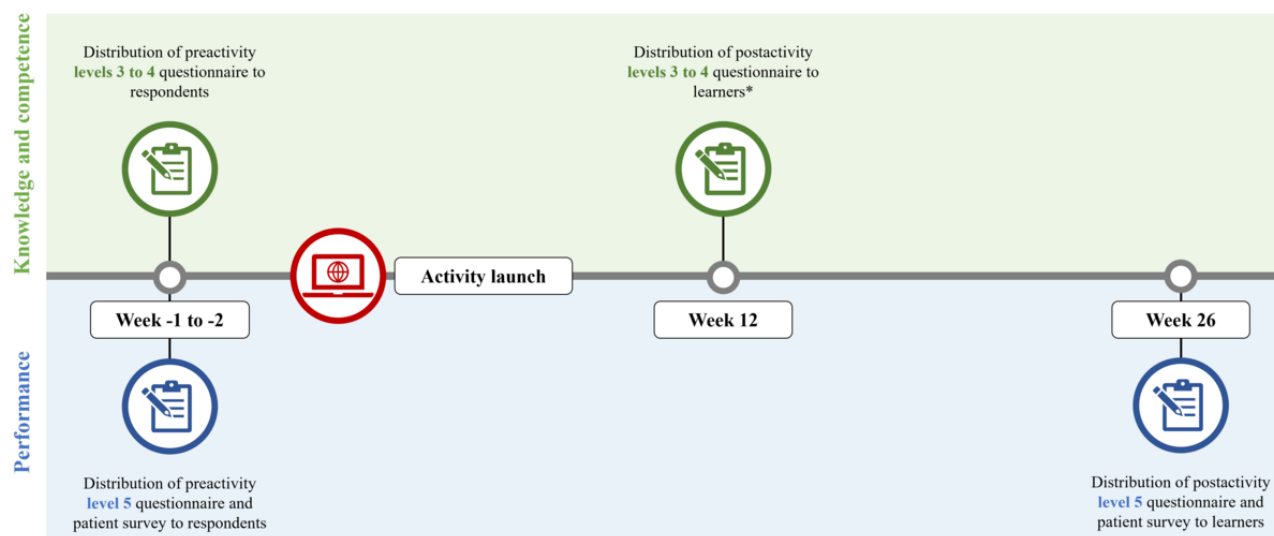 Knowledge and competence
Distribution of preactivity
levels 3 to 4 questionnaire to
respondents
Distribution of postactivity
levels 3 to 4 questionnaire to
learners*
Activity launch
Week -1 to -2
Week 12
Week 26
Performance
Distribution of preactivity
level 5 questionnaire and
patient survey to respondents
Distribution of postactivity
level 5 questionnaire and
patient survey to learners